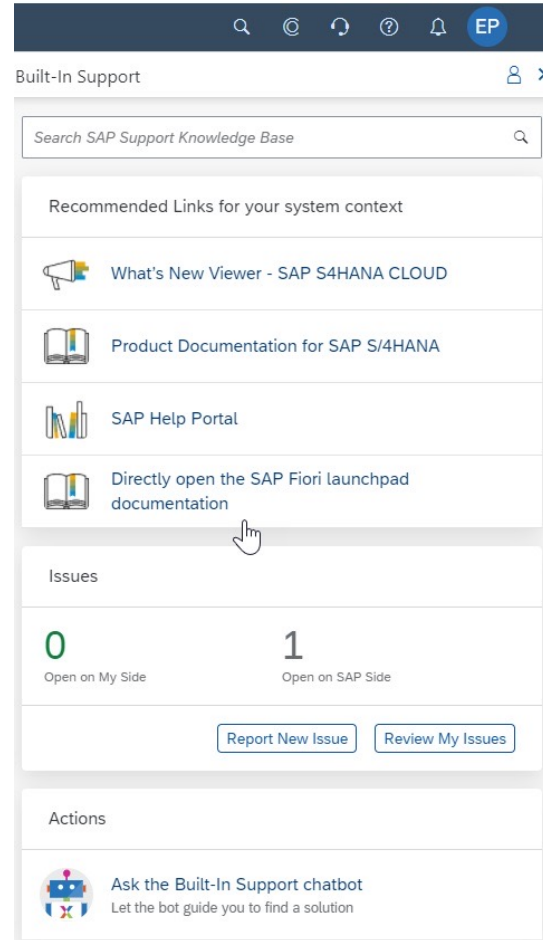 EP
Built-In Support
Search SAP Support Knowledge Base
Recommended Links for your system context
What's New Viewer - SAP S4HANA CLOUD
Product Documentation for SAP S/4HANA
SAP Help Portal
Directly open the SAP Fiori launchpad
documentation
Issues
0 1
Open on My Side Open on SAP Side
Report New Issue Review My Issues
Actions
Ask the Built-In Support chatbot
Let the bot guide you to find a solution